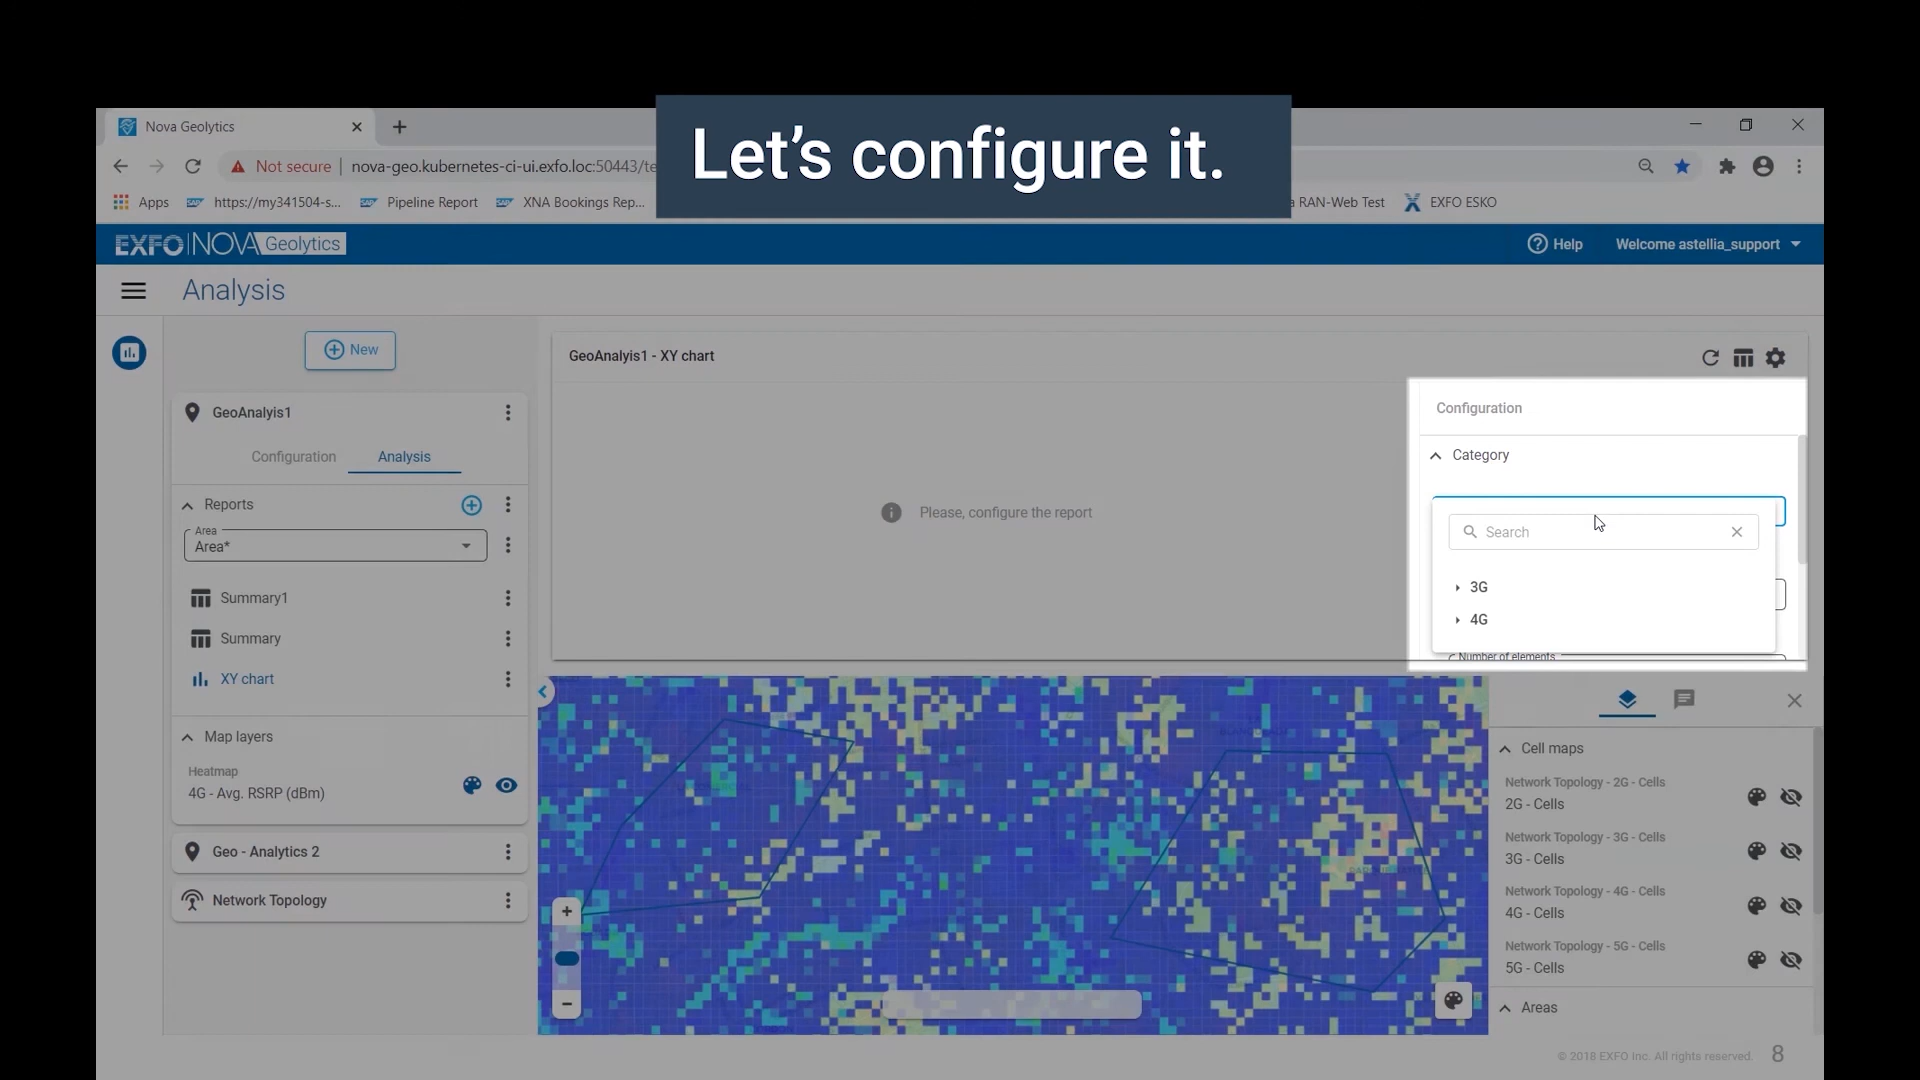 Let's configure it.
Nova Geolytics
Not secure
nova-geo.kubernetes-ci-ui.exfo.loc:50443/te
Apps
https://my341504-s...
Pipeline Report
XNA Bookings Rep...
RAN-Web Test
EXFO ESKO
EXFO NOVA Geolytics
Help
Welcome astellia_support
Analysis
New
GeoAnalyis1
Configuration
Analysis
Reports
Area
Area*
Summary1
Summary
XY chart
Map layers
Heatmap
4G - Avg. RSRP (dBm)
Geo - Analytics 2
Network Topology
GeoAnalyis1 - XY chart
Please, configure the report
Configuration
Category
Search
3G
4G
Number of elements
Cell maps
Network Topology - 2G - Cells
2G - Cells
Network Topology - 3G - Cells
3G - Cells
Network Topology - 4G - Cells
4G - Cells
Network Topology - 5G - Cells
5G - Cells
Areas
© 2018 EXFO Inc. All rights reserved.
8